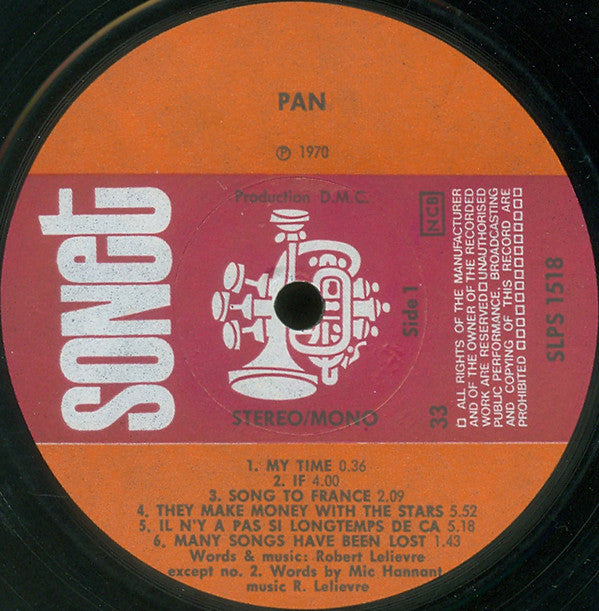 PAN
℗ 1970
Production D.M.C.
NCB
SONET
Side 1
STEREO/MONO
33
SLPS 1518
□ ALL RIGHTS OF THE MANUFACTURER
AND OF THE OWNER OF THE RECORDED
WORK ARE RESERVED □ UNAUTHORISED
PUBLIC PERFORMANCE, BROADCASTING
AND COPYING OF THIS RECORD ARE
PROHIBITED □□□□□□□□□□□□□□
1. MY TIME 0.36
2. IF 4.00
3. SONG TO FRANCE 2.09
4. THEY MAKE MONEY WITH THE STARS 5.52
5. IL N'Y A PAS SI LONGTEMPS DE CA 5.18
6. MANY SONGS HAVE BEEN LOST 1.43
Words & music: Robert Lelievre
except no. 2. Words by Mic Hannant
music R. Lelievre